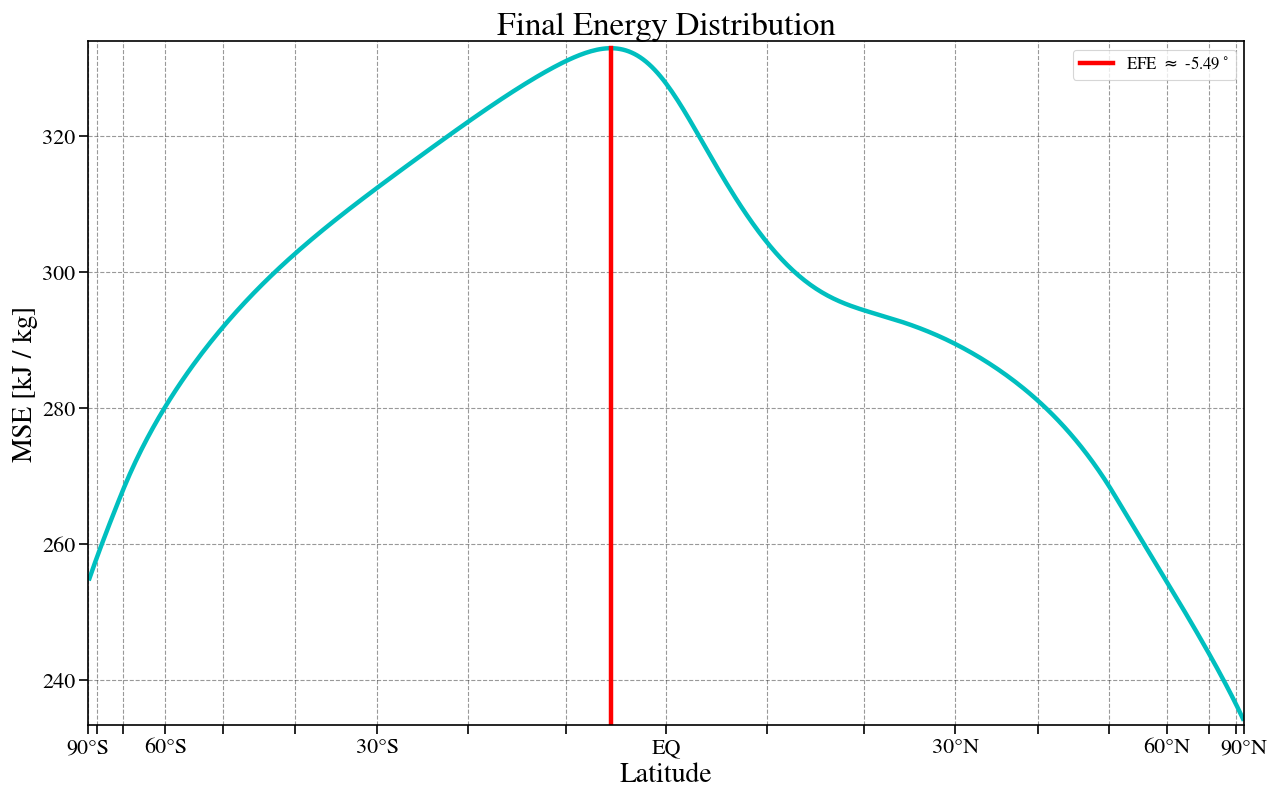 Final Energy Distribution
EFE ≈ -5.49°
MSE [kJ / kg]
320
300
280
260
240
90°S 60°S 30°S EQ 30°N 60°N 90°N
Latitude